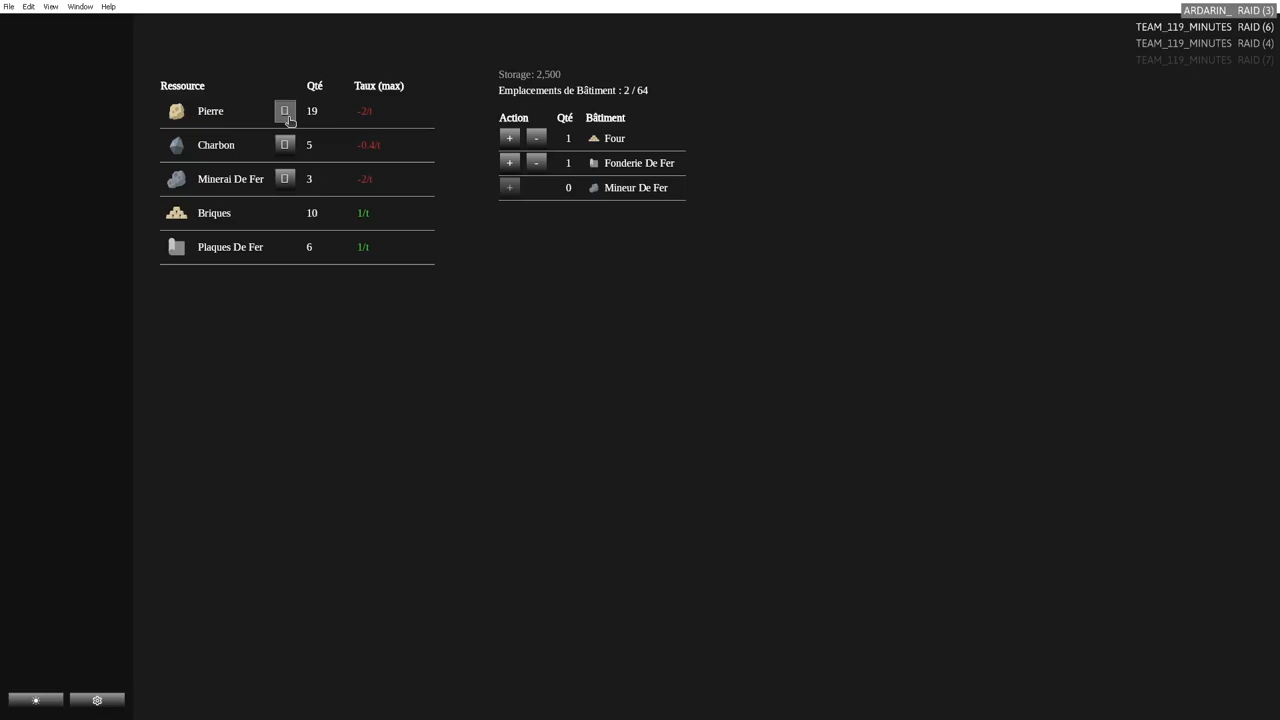 File Edit View Window Help
ARDARIN_ RAID (3)
TEAM_119_MINUTES RAID (6)
TEAM_119_MINUTES RAID (4)
TEAM_119_MINUTES RAID (7)
Ressource Qté Taux (max)
Pierre 19 -2/t
Charbon 5 -0.4/t
Minerai De Fer 3 -2/t
Briques 10 1/t
Plaques De Fer 6 1/t
Storage: 2,500
Emplacements de Bâtiment : 2 / 64
Action Qté Bâtiment
+ - 1 Four
+ - 1 Fonderie De Fer
+ 0 Mineur De Fer